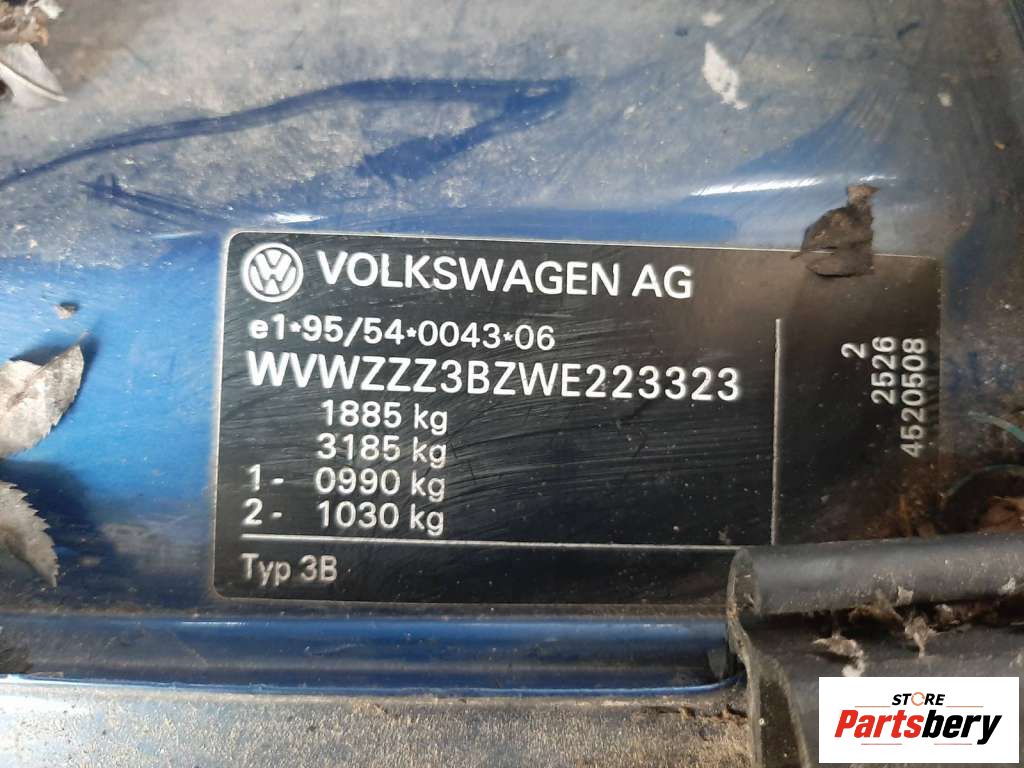 VOLKSWAGEN AG
e1*95/54*0043*06
WVWZZZ3BZWE223323
1885 kg
3185 kg
1- 0990 kg
2- 1030 kg
Typ 3B
2
2526
4520508
STORE
Partsbery